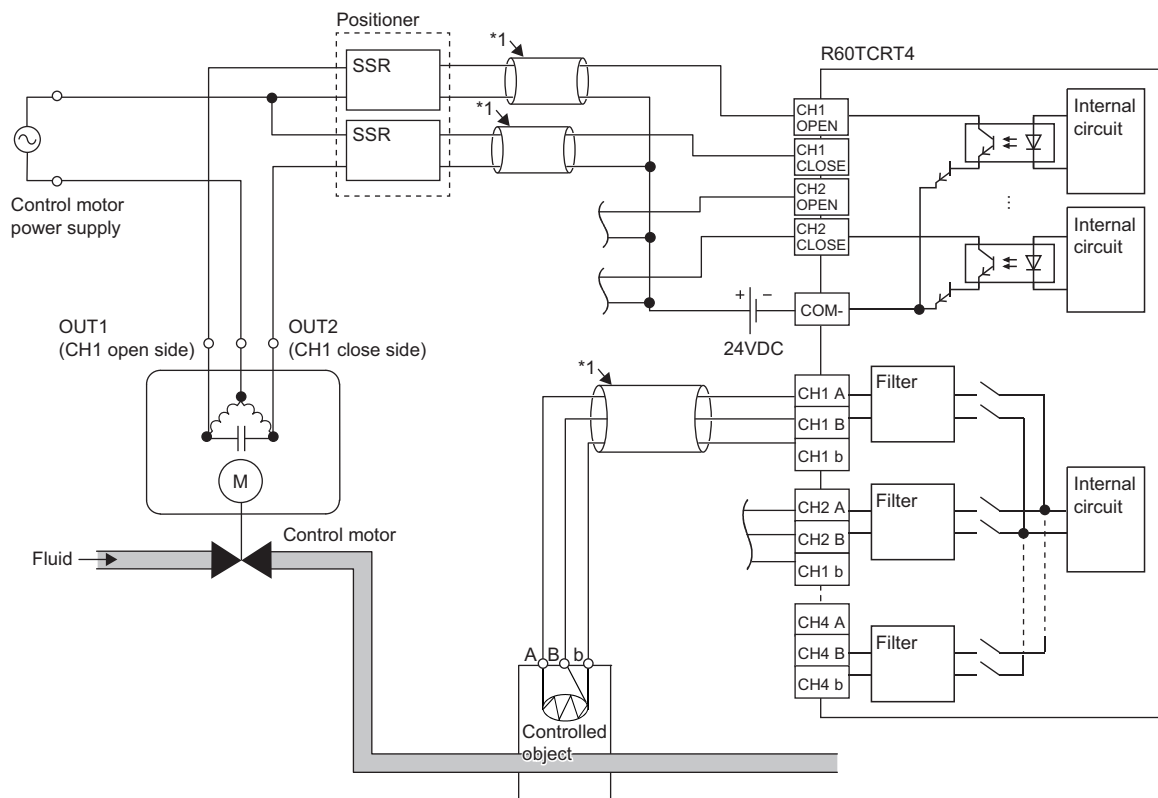 Positioner
*1
R60TCRT4
SSR
*1
SSR
CH1
OPEN
CH1
CLOSE
CH2
OPEN
CH2
CLOSE
COM-
Internal
circuit
Internal
circuit
Control motor
power supply
+
−
24VDC
OUT1
(CH1 open side)
OUT2
(CH1 close side)
*1
M
CH1 A
CH1 B
CH1 b
Filter
CH2 A
CH2 B
CH1 b
Filter
Internal
circuit
CH4 A
CH4 B
CH4 b
Filter
Control motor
Fluid
A
B
b
Controlled
object